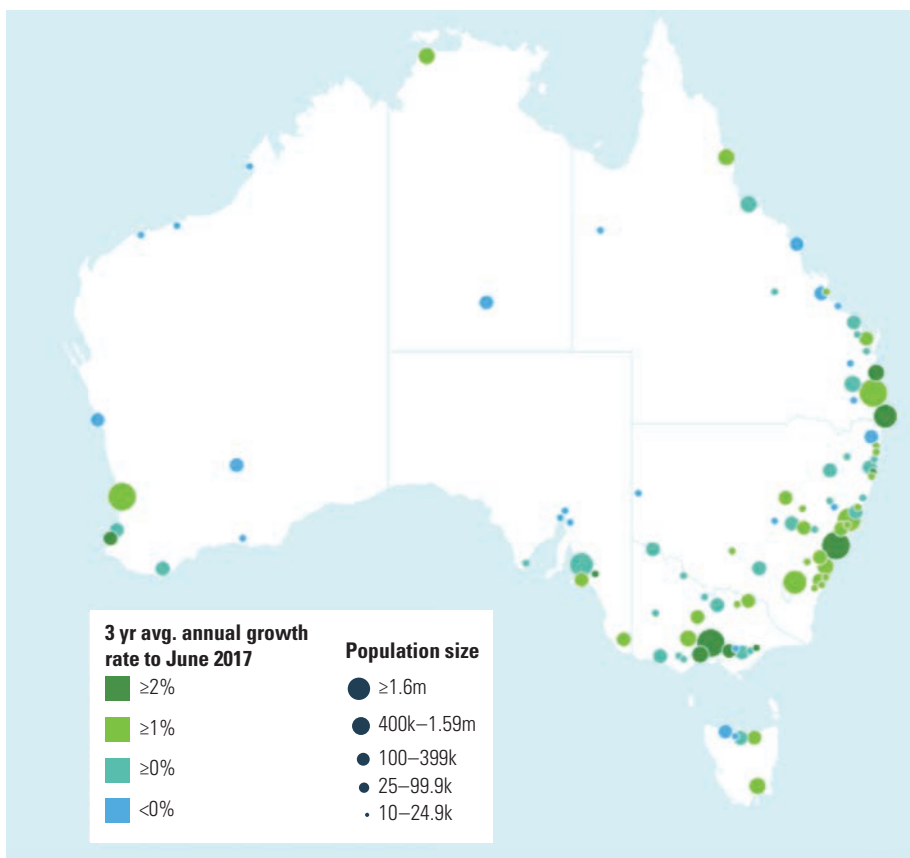 3 yr avg. annual growth
rate to June 2017
≥2%
≥1%
≥0%
<0%
Population size
≥1.6m
400k–1.59m
100–399k
25–99.9k
10–24.9k